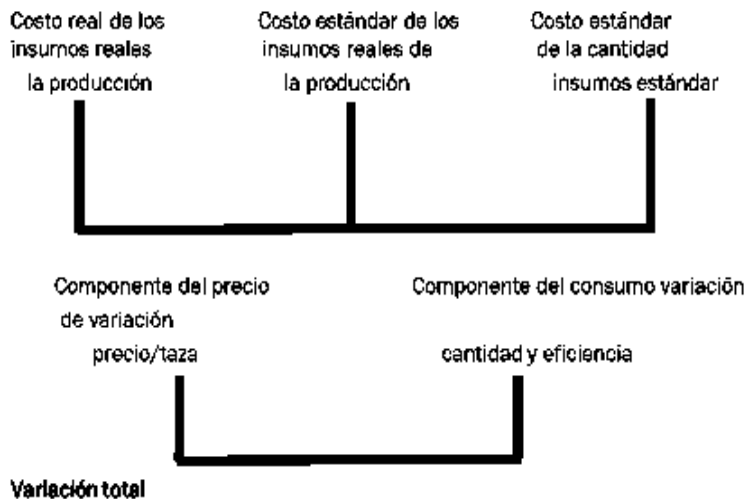 Costo real de los
insumos reales
la producción
Costo estándar de los
insumos reales de
la producción
Costo estándar
de la cantidad
insumos estándar
Componente del precio
de variación
precio/taza
Componente del consumo variación
cantidad y eficiencia
Variación total